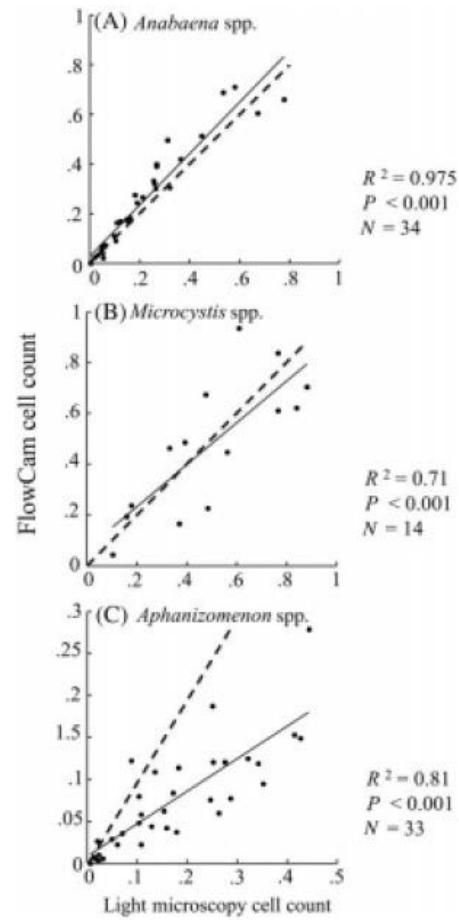 FlowCam cell count
1
(A) Anabaena spp.
.8
.6
.4
.2
0
0 .2 .4 .6 .8 1
R² = 0.975
P < 0.001
N = 34
1
(B) Microcystis spp.
.8
.6
.4
.2
0
0 .2 .4 .6 .8 1
R² = 0.71
P < 0.001
N = 14
.3
(C) Aphanizomenon spp.
.25
.2
1.5
.1
.05
0
0 .1 .2 .3 .4 .5
R² = 0.81
P < 0.001
N = 33
Light microscopy cell count